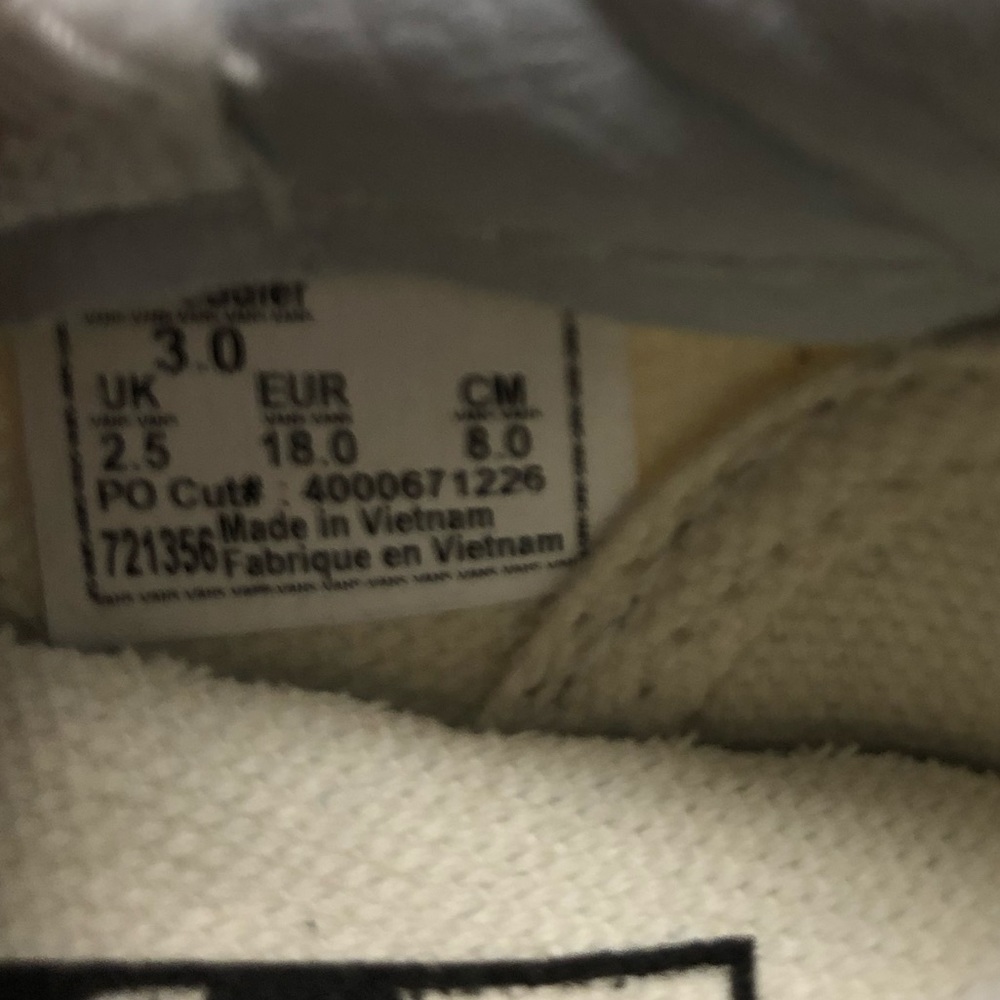 3.0
UK EUR CM
2.5 18.0 8.0
PO Cut# : 4000671226
721356 Made in Vietnam
Fabrique en Vietnam